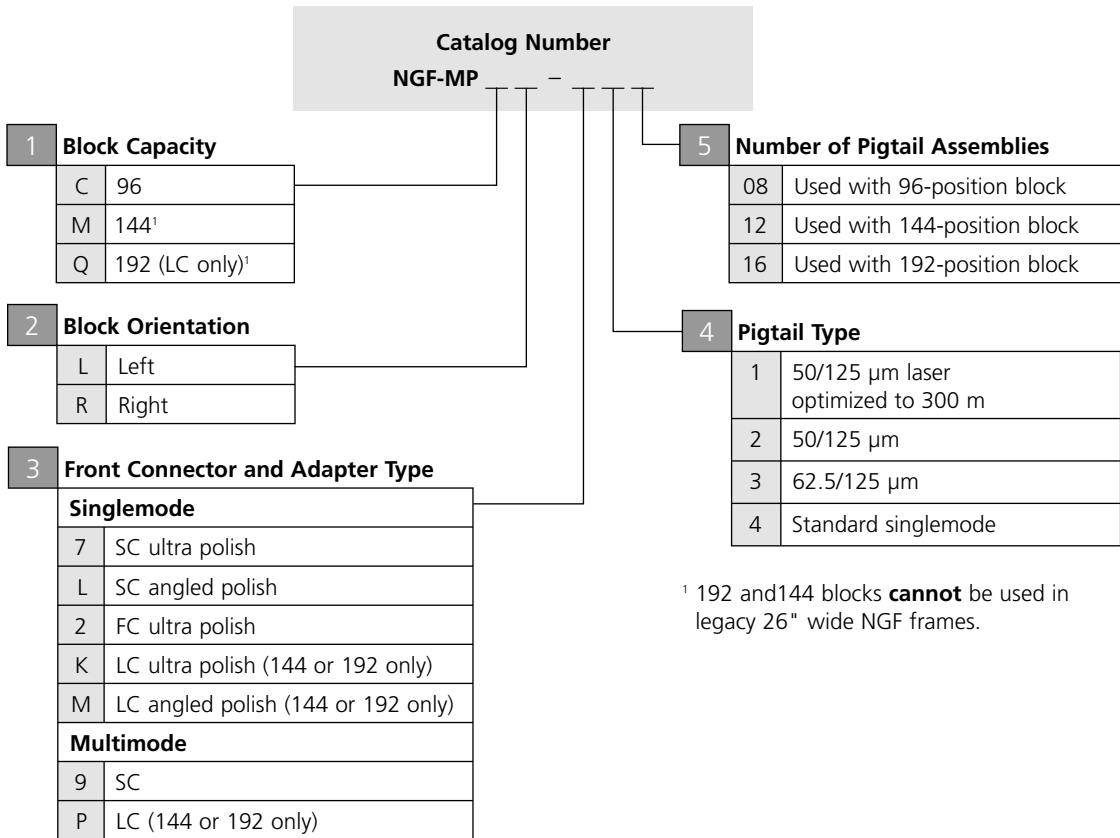 Catalog Number
NGF-MP __ __ – __ __ __
1 Block Capacity
C 96
M 144¹
Q 192 (LC only)¹
2 Block Orientation
L Left
R Right
3 Front Connector and Adapter Type
Singlemode
7 SC ultra polish
L SC angled polish
2 FC ultra polish
K LC ultra polish (144 or 192 only)
M LC angled polish (144 or 192 only)
Multimode
9 SC
P LC (144 or 192 only)
5 Number of Pigtail Assemblies
08 Used with 96-position block
12 Used with 144-position block
16 Used with 192-position block
4 Pigtail Type
1 50/125 μm laser
optimized to 300 m
2 50/125 μm
3 62.5/125 μm
4 Standard singlemode
¹ 192 and144 blocks cannot be used in
legacy 26" wide NGF frames.